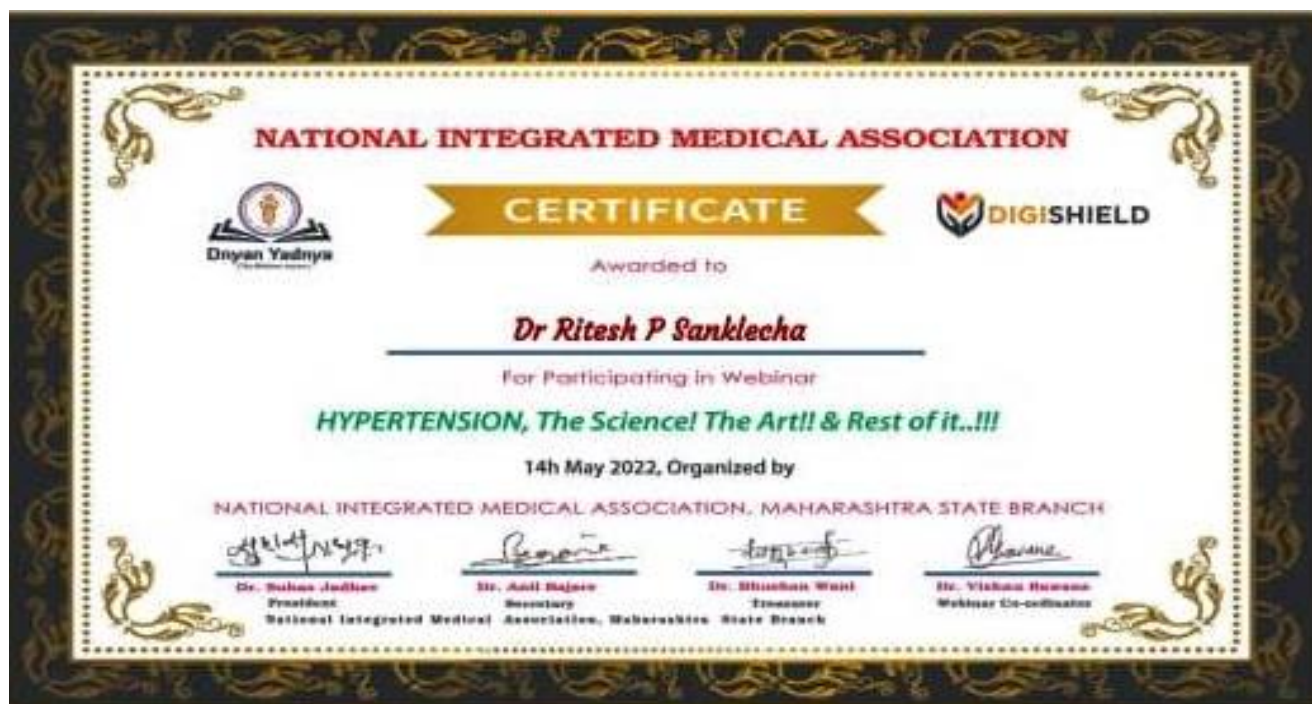 NATIONAL INTEGRATED MEDICAL ASSOCIATION
CERTIFICATE
Dnyan Yadnya
DIGISHIELD
Awarded to
Dr Ritesh P Sanklecha
For Participating in Webinar
HYPERTENSION, The Science! The Art!! & Rest of it..!!!
14h May 2022, Organized by
NATIONAL INTEGRATED MEDICAL ASSOCIATION, MAHARASHTRA STATE BRANCH
Dr. Suhas Jadhav
Dr. Anil Bajare
Dr. Bhushan Wani
Dr. Vishnu Bawane
President
Secretary
Treasurer
Webinar Co-ordinator
National Integrated Medical Association, Maharashtra State Branch